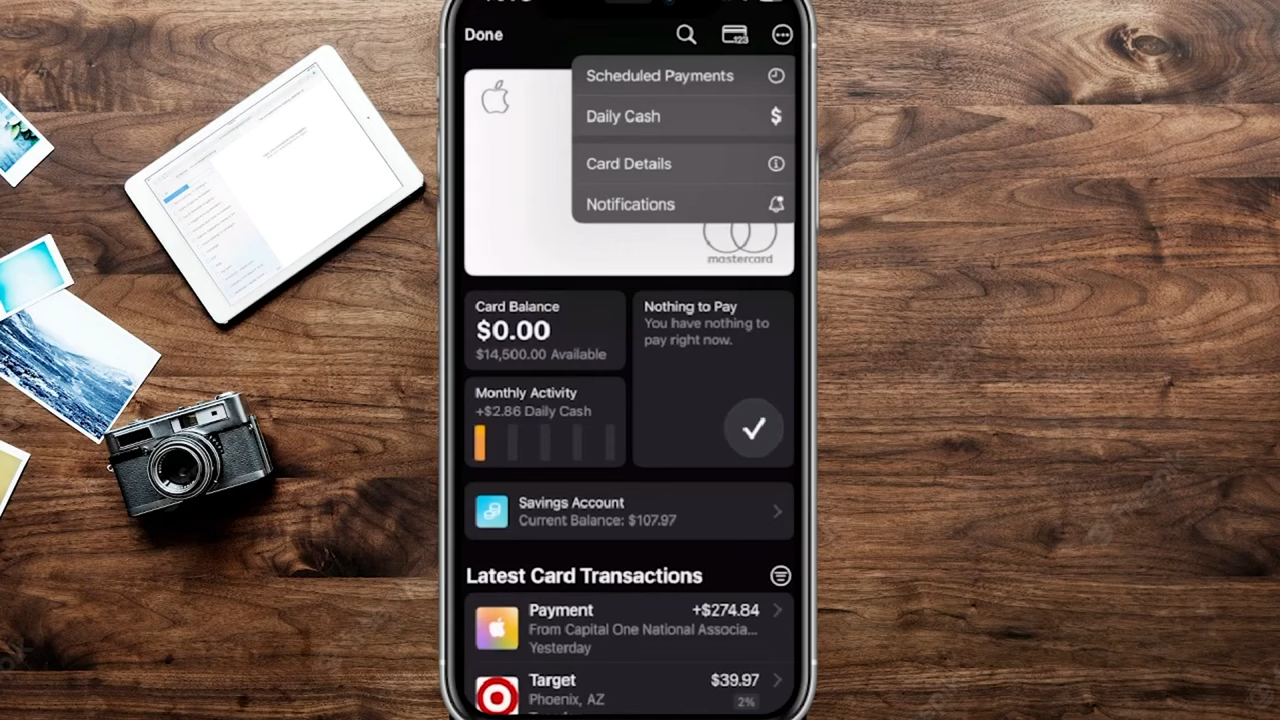 Done
123
Scheduled Payments
Daily Cash
$
Card Details
Notifications
mastercard
Card Balance
$0.00
$14,500.00 Available
Nothing to Pay
You have nothing to
pay right now.
Monthly Activity
+$2.86 Daily Cash
Savings Account
Current Balance: $107.97
Latest Card Transactions
Payment
+$274.84
From Capital One National Associa...
Yesterday
Target
$39.97
Phoenix, AZ
2%